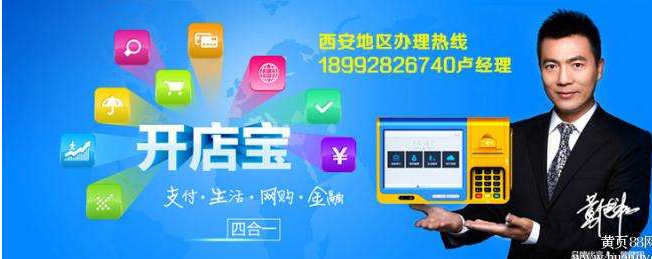 西安地区办理热线
18992826740卢经理
开店宝
支付·生活·网购·金融
四合一
¥
黄页88网